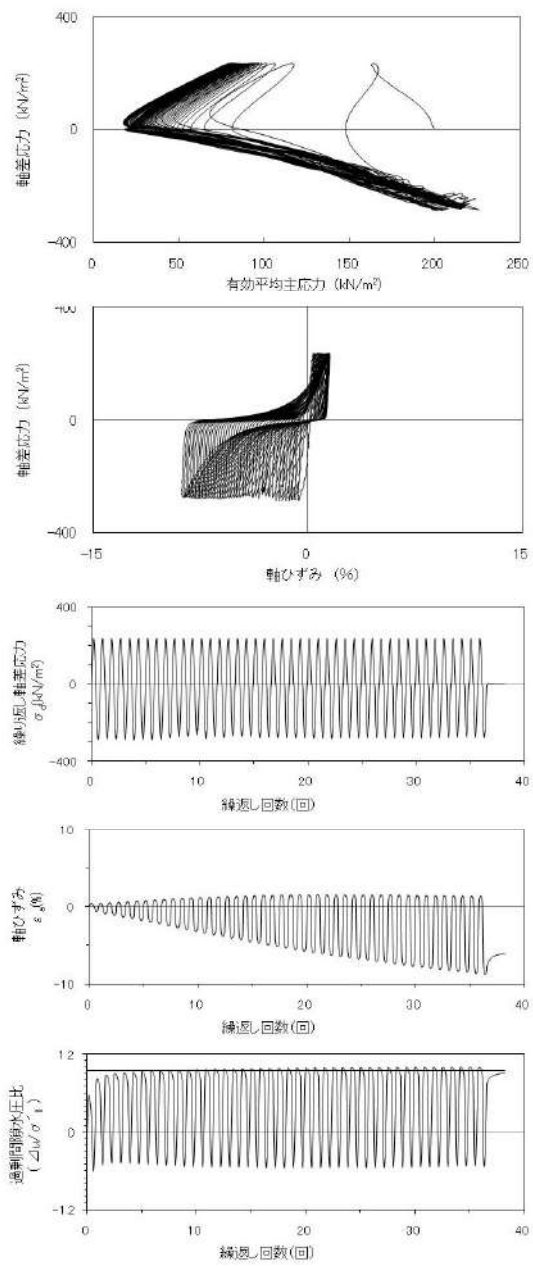 400
0
-400
軸差応力 (kN/m²)
0 50 100 150 200 250
有効平均主応力 (kN/m²)
400
0
-400
軸差応力 (kN/m²)
-15 0 15
軸ひずみ (%)
400
0
-400
繰り返し軸差応力
σd(kN/m²)
0 10 20 30 40
繰返し回数(回)
10
0
-10
軸ひずみ
εa(%)
0 10 20 30 40
繰返し回数(回)
1.2
0
-1.2
過剰間隙水圧比
(⊿u/σ'
0 10 20 30 40
繰返し回数(回)